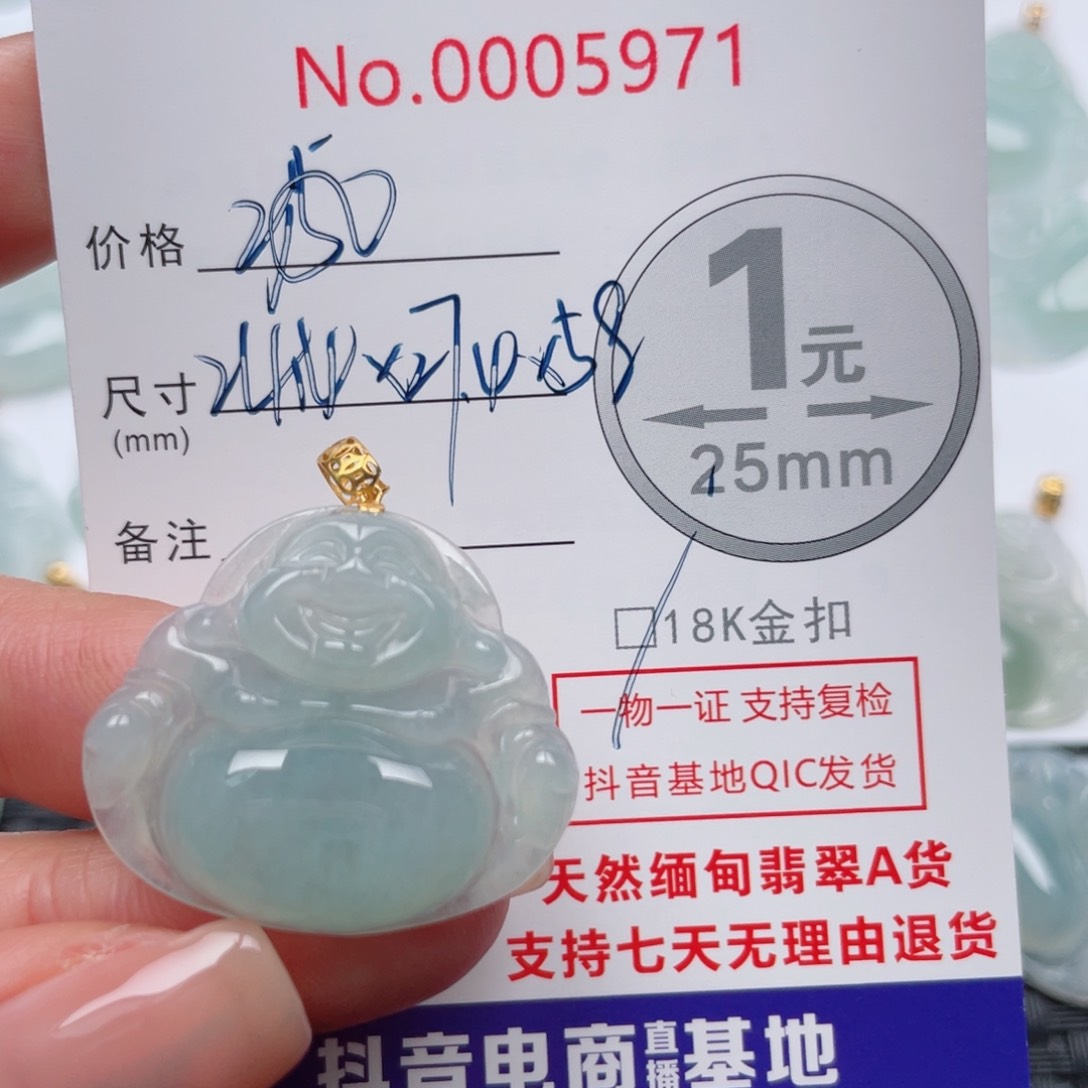 No.0005971
价格
尺寸
(mm)
备注
1元
25mm
□18K金扣
一物一证 支持复检
抖音基地QIC发货
天然缅甸翡翠A货
支持七天无理由退货
抖音电商直播基地